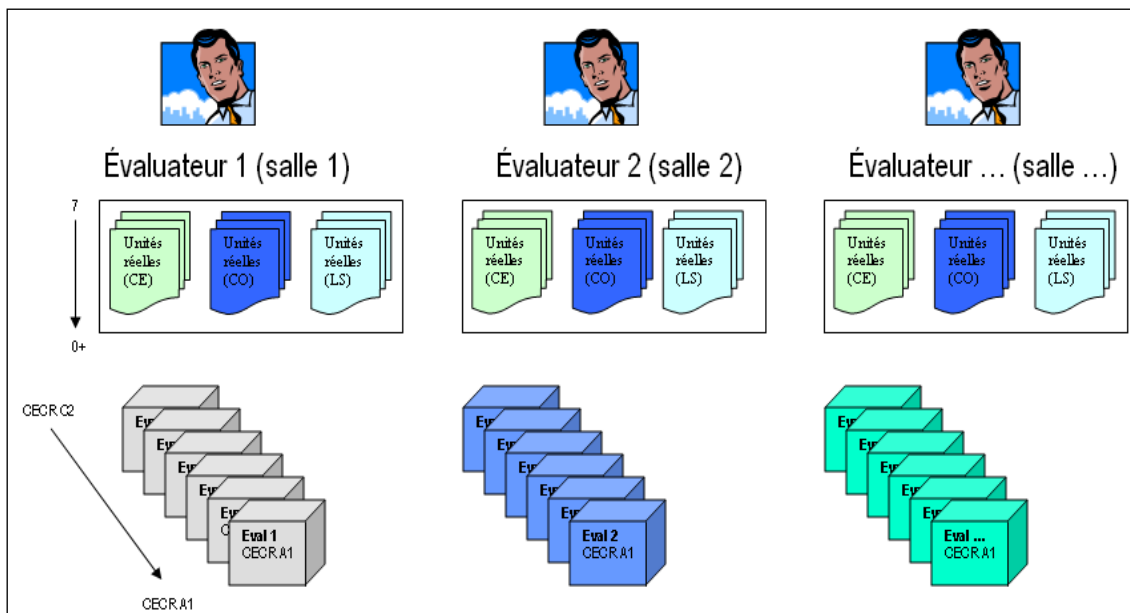 Évaluateur 1 (salle 1)
Évaluateur 2 (salle 2)
Évaluateur ... (salle ...)
7
0+
Unités
réelles
(CE)
Unités
réelles
(CO)
Unités
réelles
(LS)
Unités
réelles
(CE)
Unités
réelles
(CO)
Unités
réelles
(LS)
Unités
réelles
(CE)
Unités
réelles
(CO)
Unités
réelles
(LS)
CECR C2
CECR A1
Eval 1
CECR A1
Eval 2
CECR A1
Eval ...
CECR A1